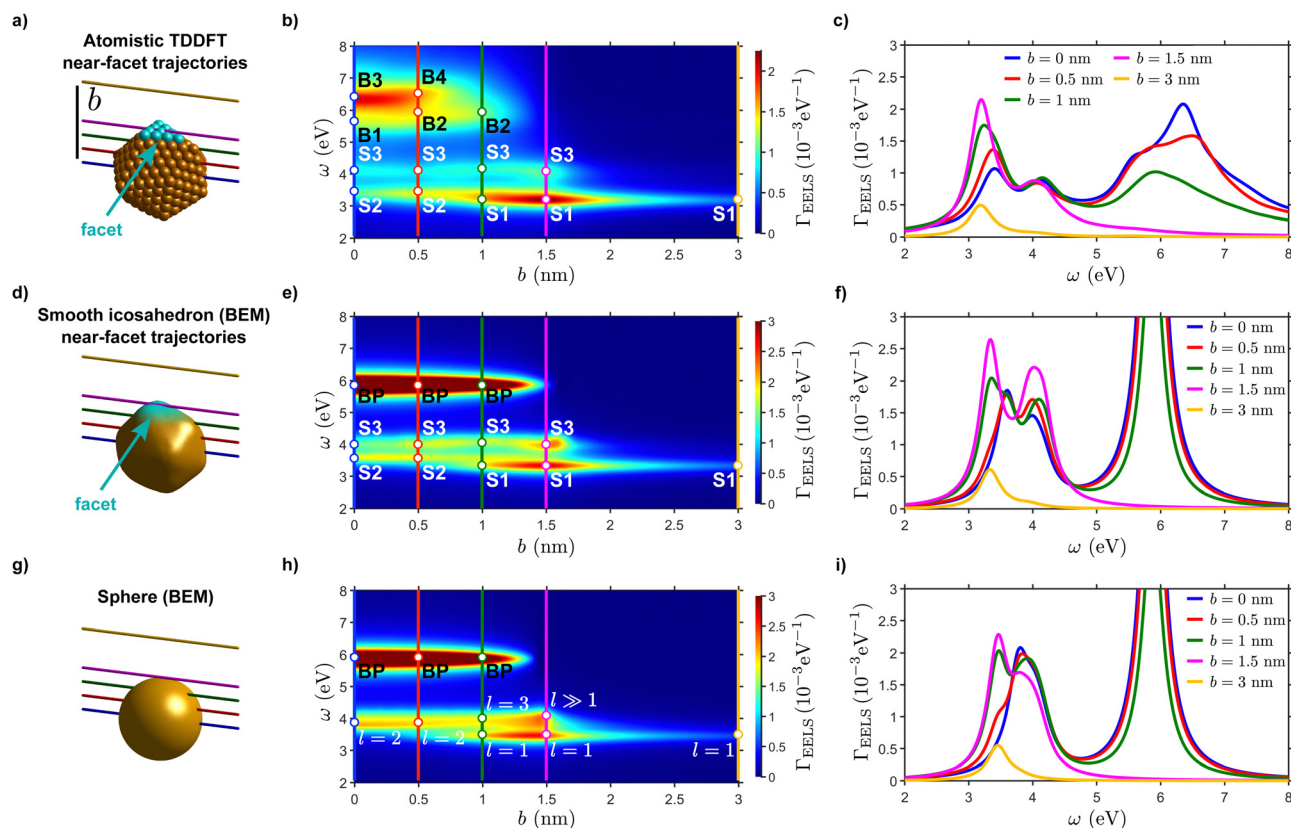 a)
Atomistic TDDFT
near-facet trajectories
b
facet
b)
8
7
6
5
4
3
2
ω (eV)
B3
B4
B1
B2
B2
S3
S3
S3
S3
S2
S2
S1
S1
S1
0
0.5
1
1.5
2
2.5
3
b (nm)
2
1.5
1
0.5
0
Γ_EELS (10⁻³eV⁻¹)
c)
3
2.5
2
1.5
1
0.5
0
Γ_EELS (10⁻³eV⁻¹)
b = 0 nm
b = 0.5 nm
b = 1 nm
b = 1.5 nm
b = 3 nm
2
3
4
5
6
7
8
ω (eV)
d)
Smooth icosahedron (BEM)
near-facet trajectories
facet
e)
8
7
6
5
4
3
2
ω (eV)
BP
BP
BP
S3
S3
S3
S3
S2
S2
S1
S1
S1
0
0.5
1
1.5
2
2.5
3
b (nm)
3
2.5
2
1.5
1
0.5
0
Γ_EELS (10⁻³eV⁻¹)
f)
3
2.5
2
1.5
1
0.5
0
Γ_EELS (10⁻³eV⁻¹)
b = 0 nm
b = 0.5 nm
b = 1 nm
b = 1.5 nm
b = 3 nm
2
3
4
5
6
7
8
ω (eV)
g)
Sphere (BEM)
h)
8
7
6
5
4
3
2
ω (eV)
BP
BP
BP
l = 3
l ≫ 1
l = 2
l = 2
l = 1
l = 1
l = 1
0
0.5
1
1.5
2
2.5
3
b (nm)
3
2.5
2
1.5
1
0.5
0
Γ_EELS (10⁻³eV⁻¹)
i)
3
2.5
2
1.5
1
0.5
0
Γ_EELS (10⁻³eV⁻¹)
b = 0 nm
b = 0.5 nm
b = 1 nm
b = 1.5 nm
b = 3 nm
2
3
4
5
6
7
8
ω (eV)